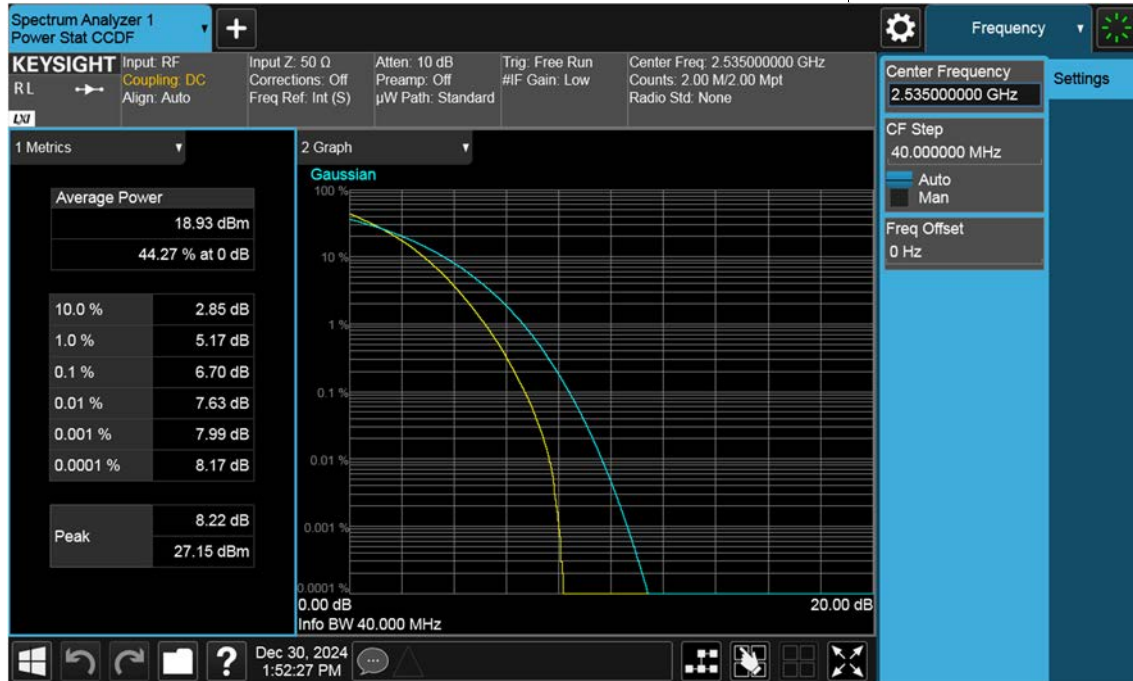 Spectrum Analyzer 1
Power Stat CCDF
+
Frequency
KEYSIGHT
RL
LXI
Input: RF
Coupling: DC
Align: Auto
Input Z: 50 Ω
Corrections: Off
Freq Ref: Int (S)
Atten: 10 dB
Preamp: Off
µW Path: Standard
Trig: Free Run
#IF Gain: Low
Center Freq: 2.535000000 GHz
Counts: 2.00 M/2.00 Mpt
Radio Std: None
Center Frequency
2.535000000 GHz
Settings
CF Step
40.000000 MHz
Auto
Man
Freq Offset
0 Hz
1 Metrics
Average Power
18.93 dBm
44.27 % at 0 dB
10.0 % 2.85 dB
1.0 % 5.17 dB
0.1 % 6.70 dB
0.01 % 7.63 dB
0.001 % 7.99 dB
0.0001 % 8.17 dB
Peak
8.22 dB
27.15 dBm
2 Graph
Gaussian
100 %
10 %
1 %
0.1 %
0.01 %
0.001 %
0.0001 %
0.00 dB 20.00 dB
Info BW 40.000 MHz
?
Dec 30, 2024
1:52:27 PM